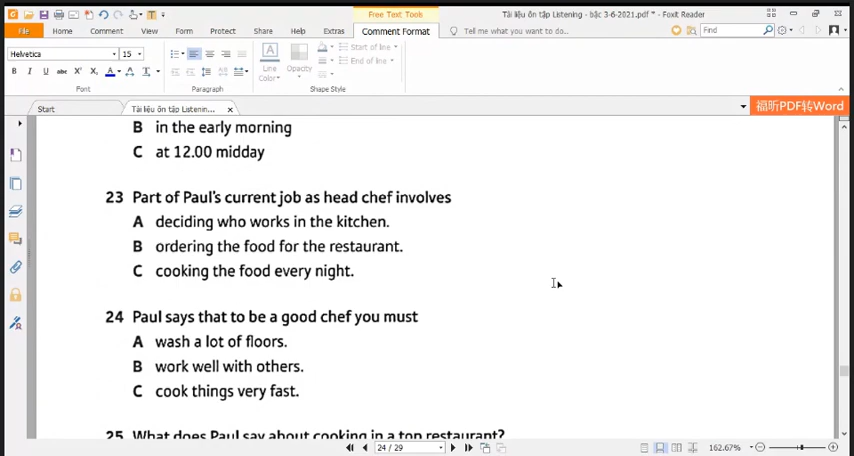 Free Text Tools
Tài liệu ôn tập Listening - bậc 3-6-2021.pdf * - Foxit Reader
File
Home
Comment
View
Form
Protect
Share
Help
Extras
Comment Format
Tell me what you want to do...
Find
Helvetica
15
Line
Color
Opacity
Start of line
End of line
Font
Paragraph
Shape Style
Start
Tài liệu ôn tập Listenin...
福昕PDF转Word
B in the early morning
C at 12.00 midday
23 Part of Paul's current job as head chef involves
A deciding who works in the kitchen.
B ordering the food for the restaurant.
C cooking the food every night.
24 Paul says that to be a good chef you must
A wash a lot of floors.
B work well with others.
C cook things very fast.
25 What does Paul say about cooking in a top restaurant?
24 / 29
162.67%